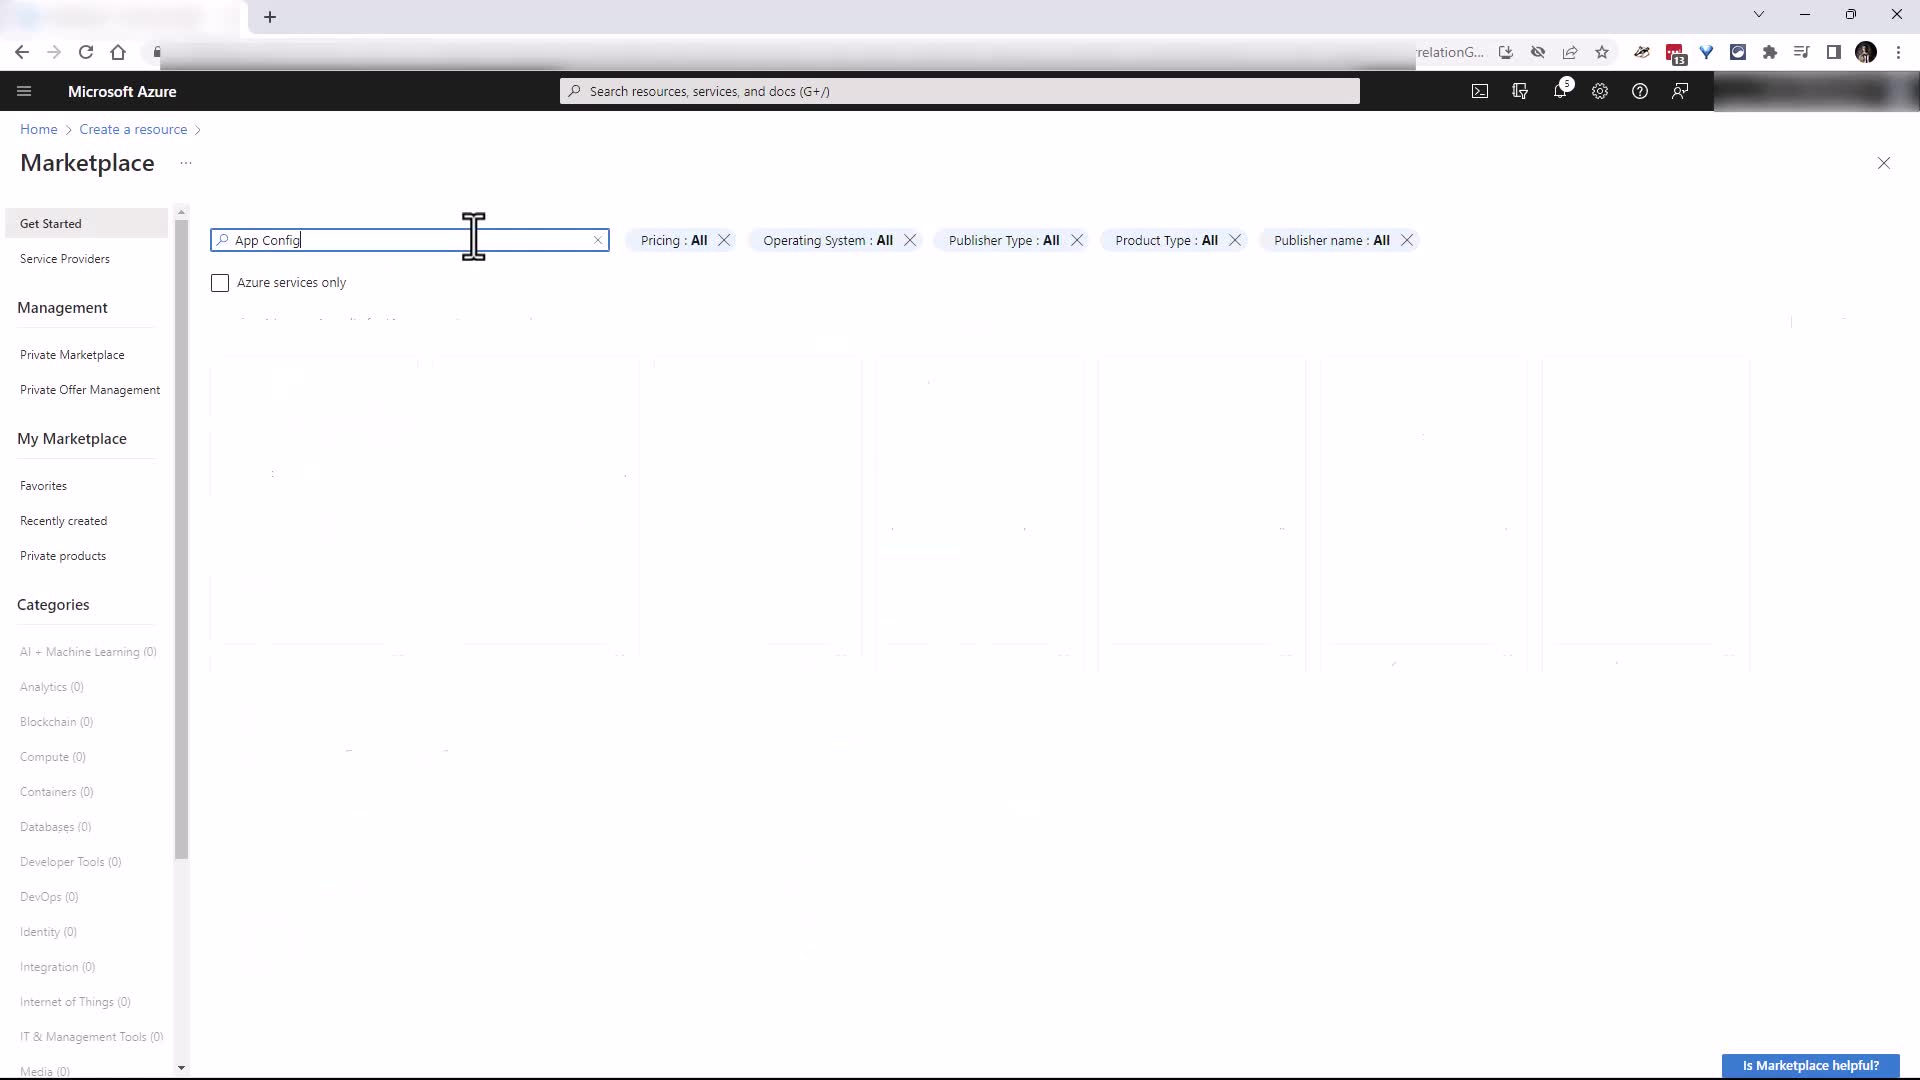 rrelationG...
13
Microsoft Azure
Search resources, services, and docs (G+/)
5
Home > Create a resource >
Marketplace ...
Get Started
Service Providers
Management
Private Marketplace
Private Offer Management
My Marketplace
Favorites
Recently created
Private products
Categories
AI + Machine Learning (0)
Analytics (0)
Blockchain (0)
Compute (0)
Containers (0)
Databases (0)
Developer Tools (0)
DevOps (0)
Identity (0)
Integration (0)
Internet of Things (0)
IT & Management Tools (0)
Media (0)
App Config
Pricing : All
Operating System : All
Publisher Type : All
Product Type : All
Publisher name : All
Azure services only
Is Marketplace helpful?